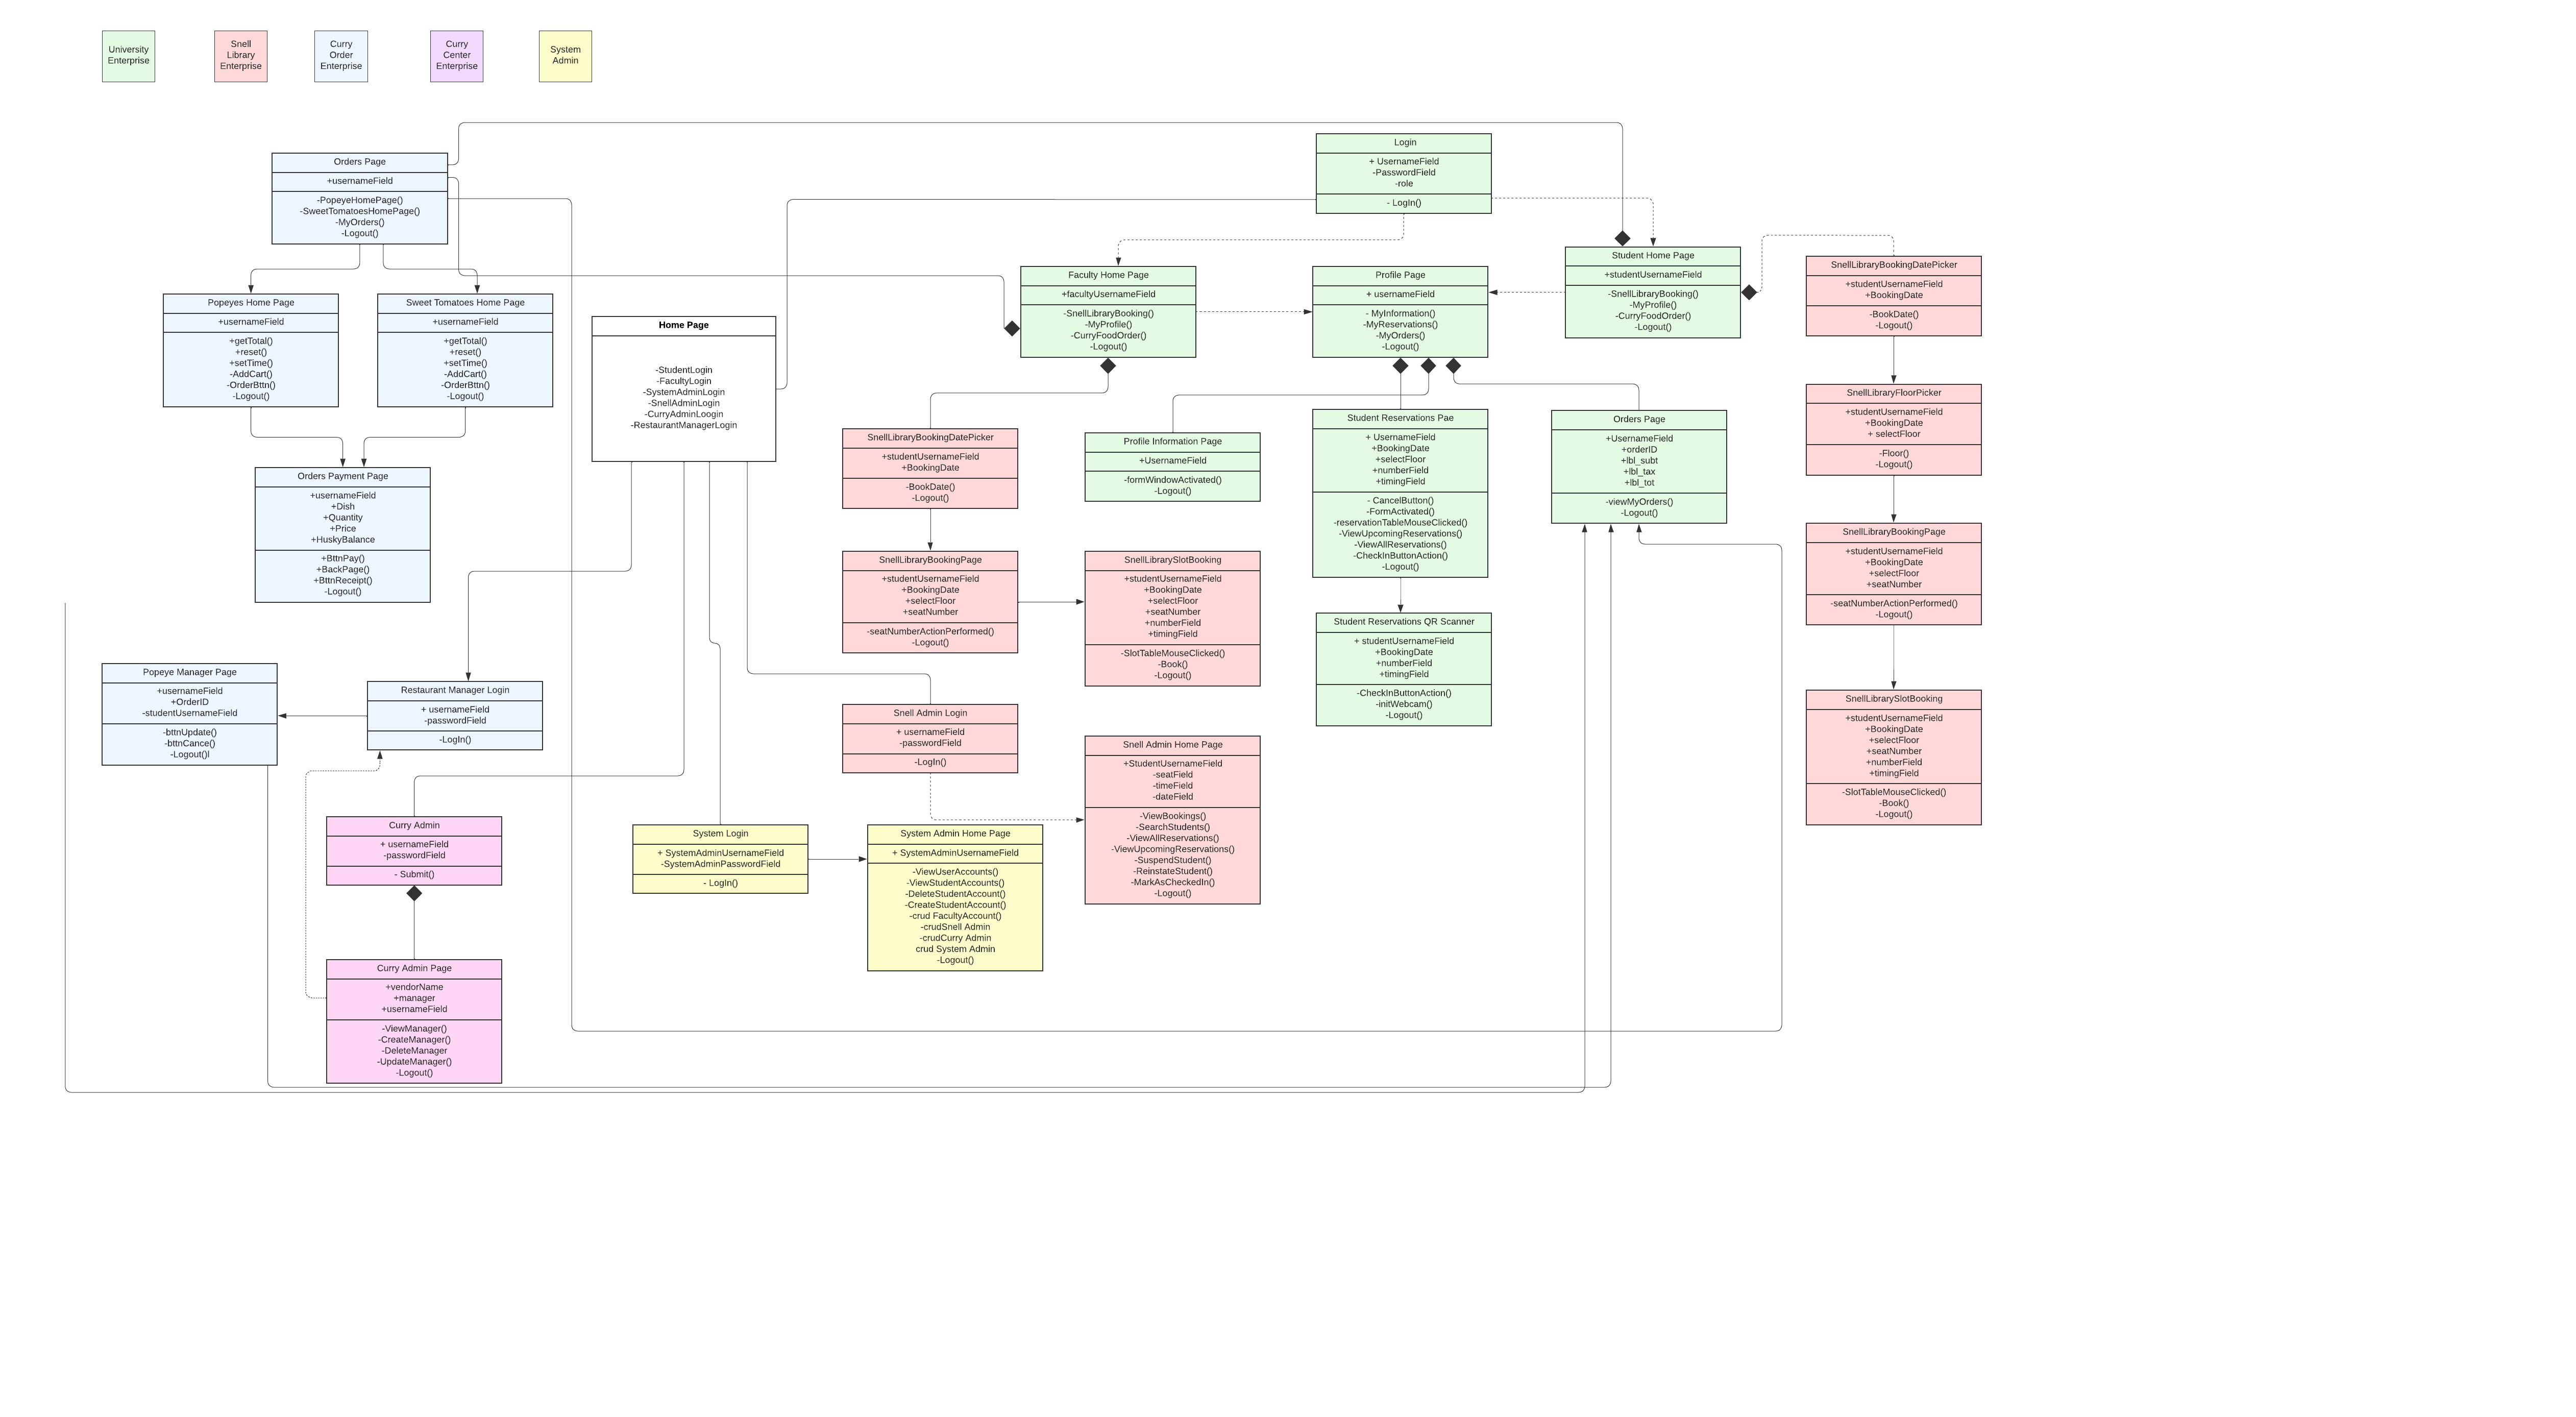 University
Enterprise
Snell
Library
Enterprise
Curry
Order
Enterprise
Curry
Center
Enterprise
System
Admin
Orders Page
+usernameField
-PopeyeHomePage()
-SweetTomatoesHomePage()
-MyOrders()
-Logout()
Login
+ UsernameField
-PasswordField
-role
- LogIn()
Student Home Page
+studentUsernameField
-SnellLibraryBooking()
-MyProfile()
-CurryFoodOrder()
-Logout()
SnellLibraryBookingDatePicker
+studentUsernameField
+BookingDate
-BookDate()
-Logout()
Faculty Home Page
+facultyUsernameField
-SnellLibraryBooking()
-MyProfile()
-CurryFoodOrder()
-Logout()
Profile Page
+ usernameField
- MyInformation()
-MyReservations()
-MyOrders()
-Logout()
Popeyes Home Page
+usernameField
+getTotal()
+reset()
+setTime()
-AddCart()
-OrderBttn()
-Logout()
Sweet Tomatoes Home Page
+usernameField
+getTotal()
+reset()
+setTime()
-AddCart()
-OrderBttn()
-Logout()
Home Page
-StudentLogin
-FacultyLogin
-SystemAdminLogin
-SnellAdminLogin
-CurryAdminLoogin
-RestaurantManagerLogin
SnellLibraryFloorPicker
+studentUsernameField
+BookingDate
+ selectFloor
-Floor()
-Logout()
Student Reservations Pae
+ UsernameField
+BookingDate
+selectFloor
+numberField
+timingField
- CancelButton()
-FormActivated()
-reservationTableMouseClicked()
-ViewUpcomingReservations()
-ViewAllReservations()
-CheckInButtonAction()
-Logout()
Orders Page
+UsernameField
+orderID
+lbl_subt
+lbl_tax
+lbl_tot
-viewMyOrders()
-Logout()
SnellLibraryBookingDatePicker
+studentUsernameField
+BookingDate
-BookDate()
-Logout()
Profile Information Page
+UsernameField
-formWindowActivated()
-Logout()
Orders Payment Page
+usernameField
+Dish
+Quantity
+Price
+HuskyBalance
+BttnPay()
+BackPage()
+BttnReceipt()
-Logout()
SnellLibraryBookingPage
+studentUsernameField
+BookingDate
+selectFloor
+seatNumber
-seatNumberActionPerformed()
-Logout()
SnellLibraryBookingPage
+studentUsernameField
+BookingDate
+selectFloor
+seatNumber
-seatNumberActionPerformed()
-Logout()
SnellLibrarySlotBooking
+studentUsernameField
+BookingDate
+selectFloor
+seatNumber
+numberField
+timingField
-SlotTableMouseClicked()
-Book()
-Logout()
Student Reservations QR Scanner
+ studentUsernameField
+BookingDate
+numberField
+timingField
-CheckInButtonAction()
-initWebcam()
-Logout()
Popeye Manager Page
+usernameField
+OrderID
-studentUsernameField
-bttnUpdate()
-bttnCance()
-Logout()l
Restaurant Manager Login
+ usernameField
-passwordField
-LogIn()
SnellLibrarySlotBooking
+studentUsernameField
+BookingDate
+selectFloor
+seatNumber
+numberField
+timingField
-SlotTableMouseClicked()
-Book()
-Logout()
Snell Admin Login
+ usernameField
-passwordField
-LogIn()
Snell Admin Home Page
+StudentUsernameField
-seatField
-timeField
-dateField
-ViewBookings()
-SearchStudents()
-ViewAllReservations()
-ViewUpcomingReservations()
-SuspendStudent()
-ReinstateStudent()
-MarkAsCheckedIn()
-Logout()
Curry Admin
+ usernameField
-passwordField
- Submit()
System Login
+ SystemAdminUsernameField
-SystemAdminPasswordField
- LogIn()
System Admin Home Page
+ SystemAdminUsernameField
-ViewUserAccounts()
-ViewStudentAccounts()
-DeleteStudentAccount()
-CreateStudentAccount()
-crud FacultyAccount()
-crudSnell Admin
-crudCurry Admin
crud System Admin
-Logout()
Curry Admin Page
+vendorName
+manager
+usernameField
-ViewManager()
-CreateManager()
-DeleteManager
-UpdateManager()
-Logout()